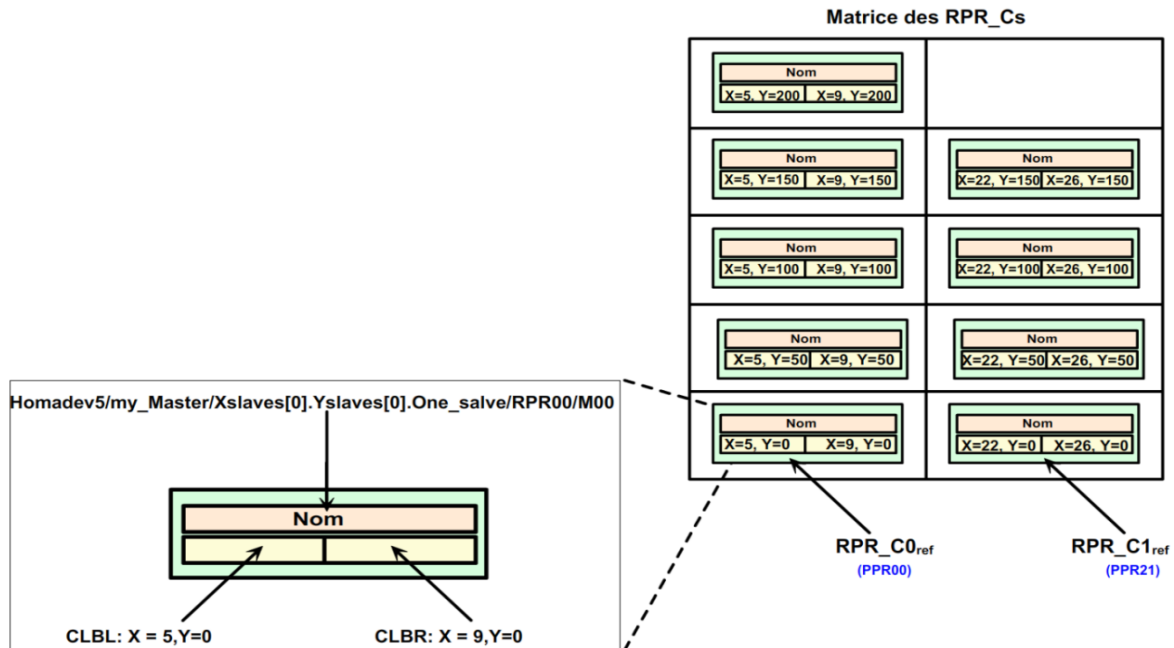 Matrice des RPR_Cs
Nom
X=5, Y=200 X=9, Y=200
Nom Nom
X=5, Y=150 X=9, Y=150 X=22, Y=150 X=26, Y=150
Nom Nom
X=5, Y=100 X=9, Y=100 X=22, Y=100 X=26, Y=100
Nom Nom
X=5, Y=50 X=9, Y=50 X=22, Y=50 X=26, Y=50
Nom Nom
X=5, Y=0 X=9, Y=0 X=22, Y=0 X=26, Y=0
RPR_C0ref RPR_C1ref
(PPR00) (PPR21)
Homadev5/my_Master/Xslaves[0].Yslaves[0].One_salve/RPR00/M00
Nom
CLBL: X = 5,Y=0 CLBR: X = 9,Y=0